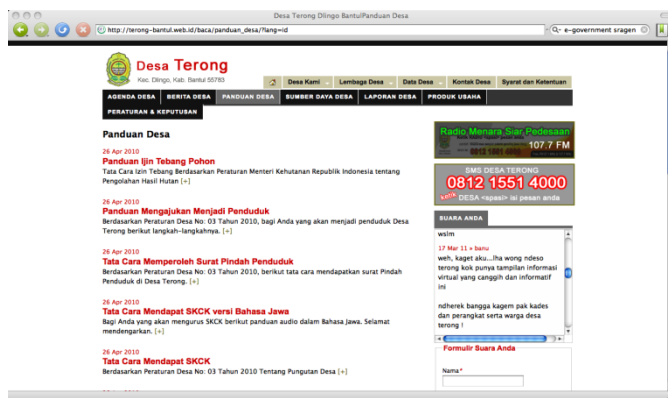 Desa Terong Dlingo BantulPanduan Desa
http://terong-bantul.web.id/baca/panduan_desa/?lang=id
e-government sragen
Desa Terong
Kec. Dlingo, Kab. Bantul 55783
Desa Kami Lembaga Desa Data Desa Kontak Desa Syarat dan Ketentuan
AGENDA DESA BERITA DESA PANDUAN DESA SUMBER DAYA DESA LAPORAN DESA PRODUK USAHA
PERATURAN & KEPUTUSAN
Panduan Desa
26 Apr 2010
Panduan Ijin Tebang Pohon
Tata Cara Izin Tebang Berdasarkan Peraturan Menteri Kehutanan Republik Indonesia tentang
Pengolahan Hasil Hutan [+]
26 Apr 2010
Panduan Mengajukan Menjadi Penduduk
Berdasarkan Peraturan Desa No: 03 Tahun 2010, bagi Anda yang akan menjadi penduduk Desa
Terong berikut langkah-langkahnya. [+]
26 Apr 2010
Tata Cara Memperoleh Surat Pindah Penduduk
Berdasarkan Peraturan Desa No: 03 Tahun 2010, berikut tata cara mendapatkan surat Pindah
Penduduk di Desa Terong. [+]
26 Apr 2010
Tata Cara Mendapat SKCK versi Bahasa Jawa
Bagi Anda yang akan mengurus SKCK berikut panduan audio dalam Bahasa Jawa. Selamat
mendengarkan. [+]
26 Apr 2010
Tata Cara Mendapat SKCK
Berdasarkan Peraturan Desa No: 03 Tahun 2010 Tentang Pungutan Desa [+]
Radio Menara Siar Pedesaan
107.7 FM
SMS DESA TERONG
0812 1551 4000
ketik DESA <spasi> isi pesan anda
SUARA ANDA
wslm
17 Mar 11 » banu
weh, kaget aku...lha wong ndeso
terong kok punya tampilan informasi
virtual yang canggih dan informatif
ini
ndherek bangga kagem pak kades
dan perangkat serta warga desa
terong !
Formulir Suara Anda
Nama*